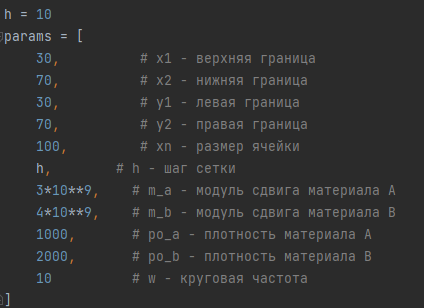 h = 10
params = [
30,          # x1 - верхняя граница
70,          # x2 - нижняя граница
30,          # y1 - левая граница
70,          # y2 - правая граница
100,         # xn - размер ячейки
h,        # h - шаг сетки
3*10**9,    # m_a - модуль сдвига материала A
4*10**9,    # m_b - модуль сдвига материала B
1000,       # po_a - плотность материала A
2000,       # po_b - плотность материала B
10          # w - круговая частота
]